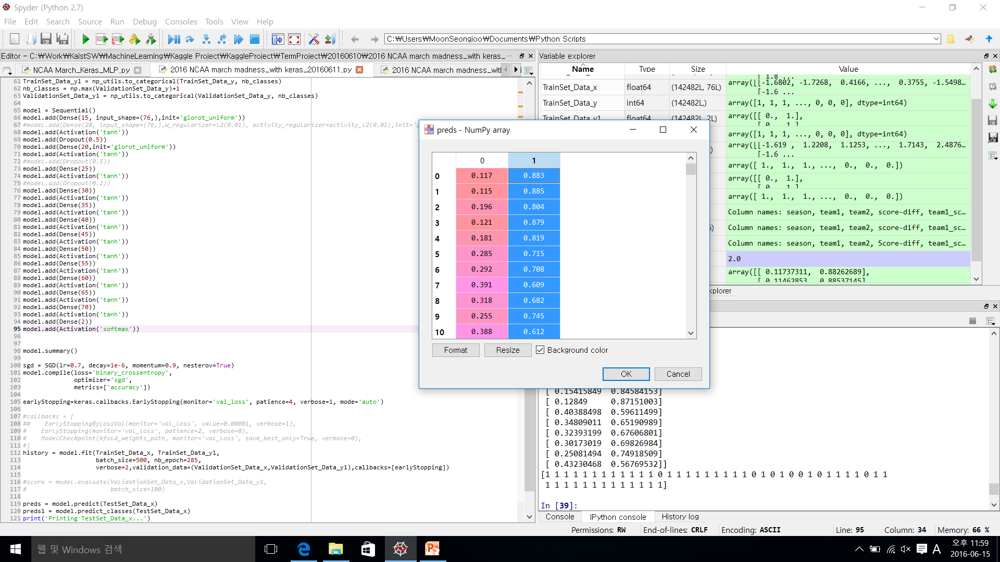 Spyder (Python 2.7)
File Edit Search Source Run Debug Consoles Tools View Help
C:￦Users￦MoonSeongjoo￦Documents￦Python Scripts
Editor - C:￦Work￦KaistSW￦MachineLearning￦Kaggle Project￦KaggleProject￦TermProject￦20160610￦2016 NCAA march madness_with keras_...
NCAA March_Keras_MLP.py
2016 NCAA march madness_with keras_20160611.py
2016 NCAA march madness_with
61 TrainSet_Data_y1 = np_utils.to_categorical(TrainSet_Data_y, nb_classes)
62 nb_classes = np.max(ValidationSet_Data_y)+1
63 ValidationSet_Data_y1 = np_utils.to_categorical(ValidationSet_Data_y, nb_classes)
64
65 model = Sequential()
66 model.add(Dense(15, input_shape=(76,),init='glorot_uniform'))
67 #model.add(Dense(20, input_shape=(76,),W_regularizer=l2(0.01), activity_regularizer=activity_l2(0.01),init='g
68 model.add(Activation('tanh'))
69 model.add(Dropout(0.5))
70 model.add(Dense(20,init='glorot_uniform'))
71 model.add(Activation('tanh'))
72 #model.add(Dropout(0.5))
73 model.add(Dense(25))
74 model.add(Activation('tanh'))
75 #model.add(Dropout(0.2))
76 model.add(Dense(30))
77 model.add(Activation('tanh'))
78 model.add(Dense(35))
79 model.add(Activation('tanh'))
80 model.add(Dense(40))
81 model.add(Activation('tanh'))
82 model.add(Dense(45))
83 model.add(Activation('tanh'))
84 model.add(Dense(50))
85 model.add(Activation('tanh'))
86 model.add(Dense(55))
87 model.add(Activation('tanh'))
88 model.add(Dense(60))
89 model.add(Activation('tanh'))
90 model.add(Dense(65))
91 model.add(Activation('tanh'))
92 model.add(Dense(70))
93 model.add(Activation('tanh'))
94 model.add(Dense(2))
95 model.add(Activation('softmax'))
96
97
98 model.summary()
99
100 sgd = SGD(lr=0.7, decay=1e-6, momentum=0.9, nesterov=True)
101 model.compile(loss='binary_crossentropy',
102 optimizer='sgd',
103 metrics=['accuracy'])
104
105 earlyStopping=keras.callbacks.EarlyStopping(monitor='val_loss', patience=4, verbose=1, mode='auto')
106
107 #callbacks = [
108 ## EarlyStoppingByLossVal(monitor='val_loss', value=0.00001, verbose=1),
109 # EarlyStopping(monitor='val_loss', patience=2, verbose=0),
110 # ModelCheckpoint(kfold_weights_path, monitor='val_loss', save_best_only=True, verbose=0),
111 #]
112 history = model.fit(TrainSet_Data_x, TrainSet_Data_y1,
113 batch_size=500, nb_epoch=285,
114 verbose=2,validation_data=(ValidationSet_Data_x,ValidationSet_Data_y1),callbacks=[earlyStopping])
115
116 #score = model.evaluate(ValidationSet_Data_x,ValidationSet_Data_y1,
117 # batch_size=100)
118
119 preds = model.predict(TestSet_Data_x)
120 preds1 = model.predict_classes(TestSet_Data_x)
121 print('Printing TestSet_Data_x...')
Variable explorer
Name Type Size Value
[ 1.8 ...
TrainSet_Data_x float64 (142482L, 76L) array([[-1.6802, -1.7268, 0.4166, ..., 0.3755, -1.5498...
[-1.6 ...
TrainSet_Data_y int64 (142482L,) array([1, 1, 1, ..., 0, 0, 0], dtype=int64)
TrainSet_Data_y1 float64 (142482L, 2L) array([[ 0., 1.],
[ 0. 1.]
array([1, 1, 1, ..., 0, 0, 0], dtype=int64)
array([[-1.619 , 1.2208, 1.1253, ..., 1.7143, 2.4876...
[-1.6 ...
array([ 1., 1., 1., ..., 0., 0., 0.])
array([[ 0., 1.],
[ 0. 1.]
array([ 1., 1., 1., ..., 0., 0., 0.])
Column names: season, team1, team2, score-diff, team1_sc...
6) Column names: season, team1, team2, score-diff, team1_sc...
Column names: season, team1, team2, Score-diff, team1_sc...
2.0
array([[ 0.11737311, 0.88262689],
[ 0.11462853, 0.88537145],
xplorer
preds - NumPy array
0 1
0 0.117 0.883
1 0.115 0.885
2 0.196 0.804
3 0.121 0.879
4 0.181 0.819
5 0.285 0.715
6 0.292 0.708
7 0.391 0.609
8 0.318 0.682
9 0.255 0.745
10 0.388 0.612
Format Resize Background color
OK Cancel
[ 0.15415849 0.84584153]
[ 0.12849 0.87151003]
[ 0.40388498 0.59611499]
[ 0.34809011 0.65190989]
[ 0.32393199 0.67606801]
[ 0.30173019 0.69826984]
[ 0.25081494 0.74918509]
[ 0.43230468 0.56769532]]
[1 1 1 1 1 1 1 1 1 1 1 1 0 1 1 1 1 1 1 1 1 1 0 1 0 1 0 0 1 0 1 1 1 1 0 1 1
1 1 1 1 1 1 1 1 1 1 1 1 1]
In [39]:
Console IPython console History log
Permissions: RW End-of-lines: CRLF Encoding: ASCII Line: 95 Column: 34 Memory: 66 %
웹 및 Windows 검색
A
오후 11:59
2016-06-15